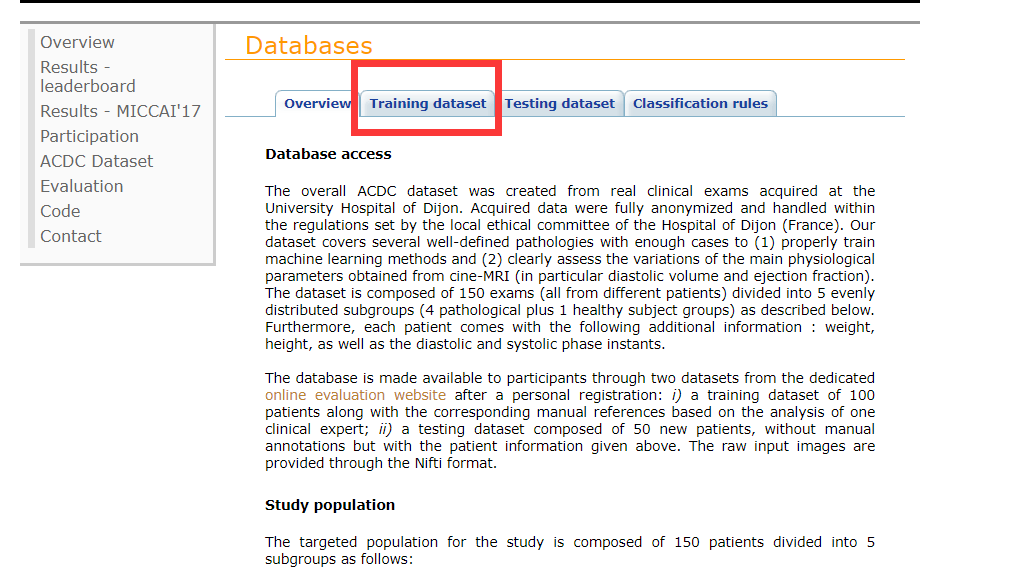 Overview
Results -
leaderboard
Results - MICCAI'17
Participation
ACDC Dataset
Evaluation
Code
Contact
Databases
Overview Training dataset Testing dataset Classification rules
Database access
The overall ACDC dataset was created from real clinical exams acquired at the
University Hospital of Dijon. Acquired data were fully anonymized and handled within
the regulations set by the local ethical committee of the Hospital of Dijon (France). Our
dataset covers several well-defined pathologies with enough cases to (1) properly train
machine learning methods and (2) clearly assess the variations of the main physiological
parameters obtained from cine-MRI (in particular diastolic volume and ejection fraction).
The dataset is composed of 150 exams (all from different patients) divided into 5 evenly
distributed subgroups (4 pathological plus 1 healthy subject groups) as described below.
Furthermore, each patient comes with the following additional information : weight,
height, as well as the diastolic and systolic phase instants.
The database is made available to participants through two datasets from the dedicated
online evaluation website after a personal registration: i) a training dataset of 100
patients along with the corresponding manual references based on the analysis of one
clinical expert; ii) a testing dataset composed of 50 new patients, without manual
annotations but with the patient information given above. The raw input images are
provided through the Nifti format.
Study population
The targeted population for the study is composed of 150 patients divided into 5
subgroups as follows: